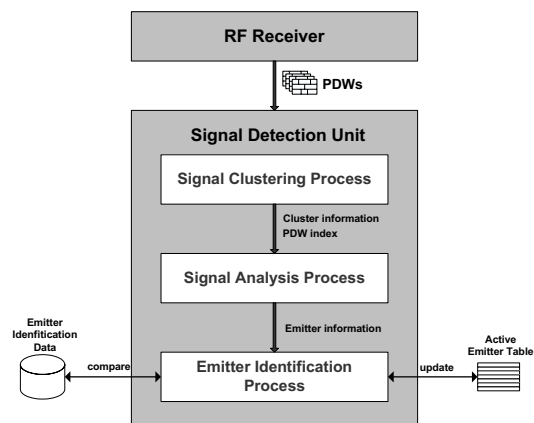 RF Receiver
PDWs
Signal Detection Unit
Signal Clustering Process
Cluster information
PDW index
Signal Analysis Process
Emitter information
Emitter
Idenfitication
Data
compare
Emitter Identification
Process
update
Active
Emitter Table